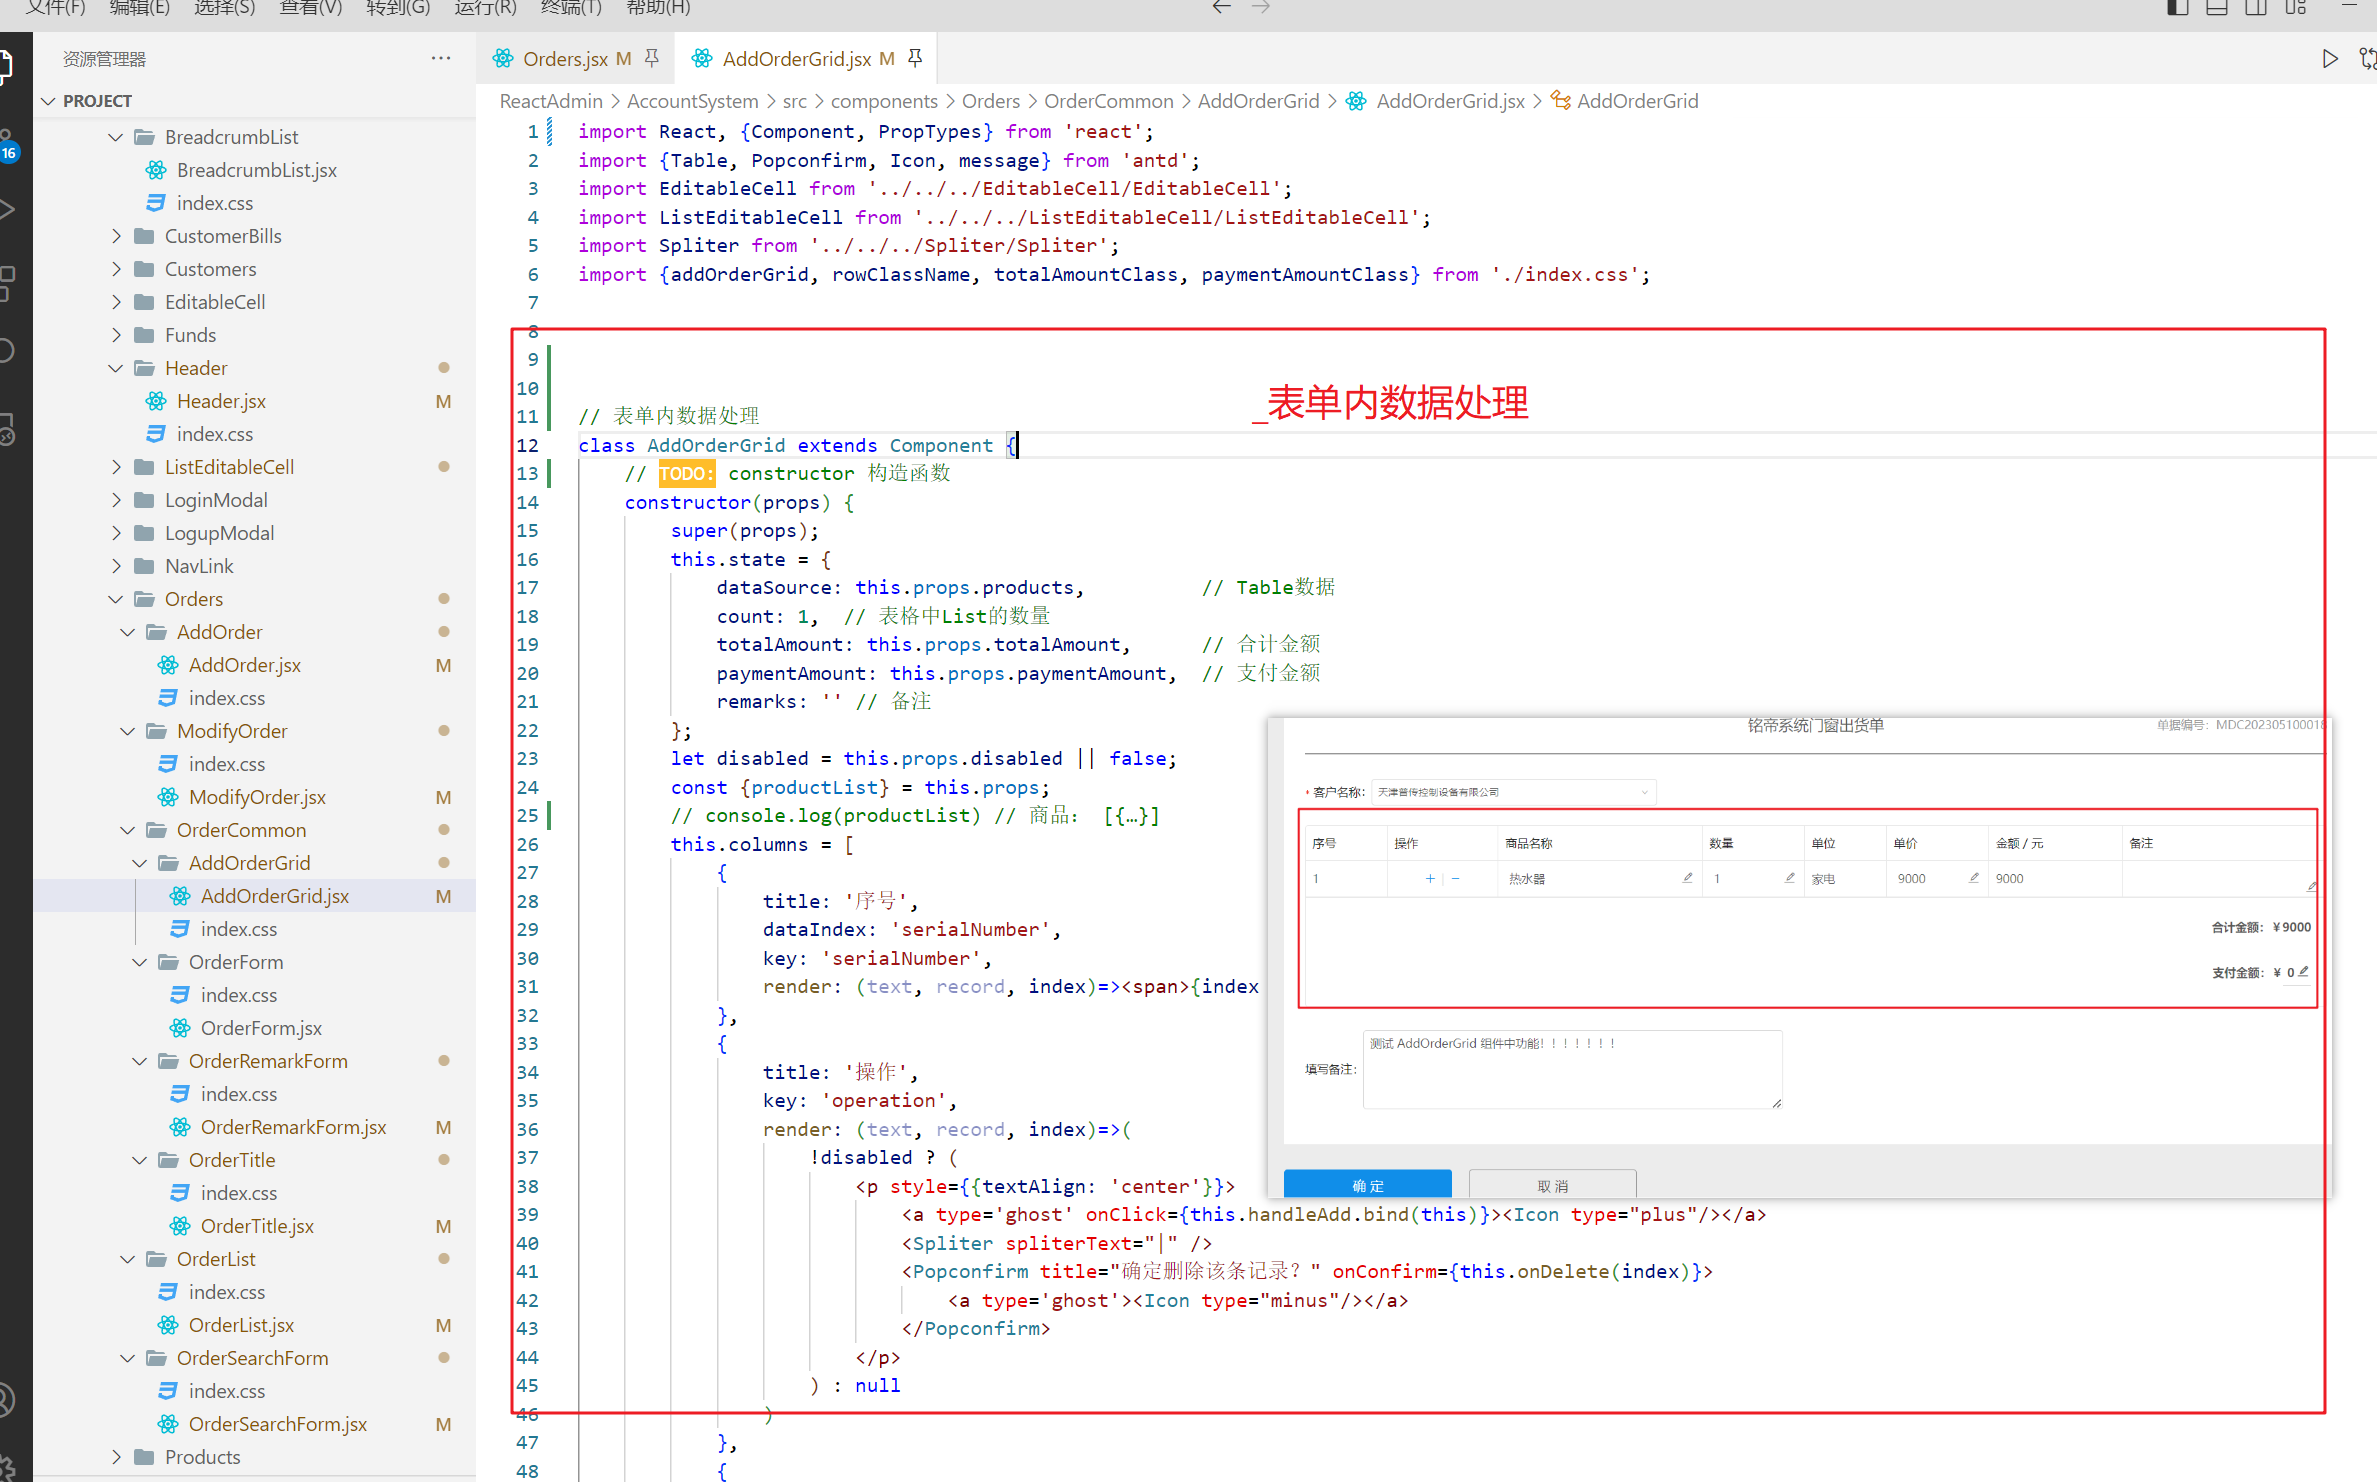 文件(F) 编辑(E) 选择(S) 查看(V) 转到(G) 运行(R) 终端(T) 帮助(H)
资源管理器
PROJECT
16
BreadcrumbList
BreadcrumbList.jsx
index.css
CustomerBills
Customers
EditableCell
Funds
Header
Header.jsx M
index.css
ListEditableCell
LoginModal
LogupModal
NavLink
Orders
AddOrder
AddOrder.jsx M
index.css
ModifyOrder
index.css
ModifyOrder.jsx M
OrderCommon
AddOrderGrid
AddOrderGrid.jsx M
index.css
OrderForm
index.css
OrderForm.jsx
OrderRemarkForm
index.css
OrderRemarkForm.jsx M
OrderTitle
index.css
OrderTitle.jsx M
OrderList
index.css
OrderList.jsx M
OrderSearchForm
index.css
OrderSearchForm.jsx M
Products
Orders.jsx M AddOrderGrid.jsx M
ReactAdmin > AccountSystem > src > components > Orders > OrderCommon > AddOrderGrid > AddOrderGrid.jsx > AddOrderGrid
1 import React, {Component, PropTypes} from 'react';
2 import {Table, Popconfirm, Icon, message} from 'antd';
3 import EditableCell from '../../../EditableCell/EditableCell';
4 import ListEditableCell from '../../../ListEditableCell/ListEditableCell';
5 import Spliter from '../../../Spliter/Spliter';
6 import {addOrderGrid, rowClassName, totalAmountClass, paymentAmountClass} from './index.css';
7
8
9
10
_表单内数据处理
11 // 表单内数据处理
12 class AddOrderGrid extends Component {
13 // TODO: constructor 构造函数
14 constructor(props) {
15 super(props);
16 this.state = {
17 dataSource: this.props.products, // Table数据
18 count: 1, // 表格中List的数量
19 totalAmount: this.props.totalAmount, // 合计金额
20 paymentAmount: this.props.paymentAmount, // 支付金额
21 remarks: '' // 备注
22 };
23 let disabled = this.props.disabled || false;
24 const {productList} = this.props;
25 // console.log(productList) // 商品: [{…}]
26 this.columns = [
27 {
28 title: '序号',
29 dataIndex: 'serialNumber',
30 key: 'serialNumber',
31 render: (text, record, index)=><span>{index
32 },
33 {
34 title: '操作',
35 key: 'operation',
36 render: (text, record, index)=>(
37 !disabled ? (
38 <p style={{textAlign: 'center'}}>
39 <a type='ghost' onClick={this.handleAdd.bind(this)}><Icon type="plus"/></a>
40 <Spliter spliterText="|" />
41 <Popconfirm title="确定删除该条记录？" onConfirm={this.onDelete(index)}>
42 <a type='ghost'><Icon type="minus"/></a>
43 </Popconfirm>
44 </p>
45 ) : null
46 )
47 },
48 {
铭帝系统门窗出货单 单据编号: MDC202305100018
* 客户名称: 天津普传控制设备有限公司
序号 操作 商品名称 数量 单位 单价 金额 / 元 备注
1 + | − 热水器 1 家电 9000 9000
合计金额: ¥ 9000
支付金额: ¥ 0
填写备注: 测试 AddOrderGrid 组件中功能! ! ! ! ! ! !
确 定 取 消